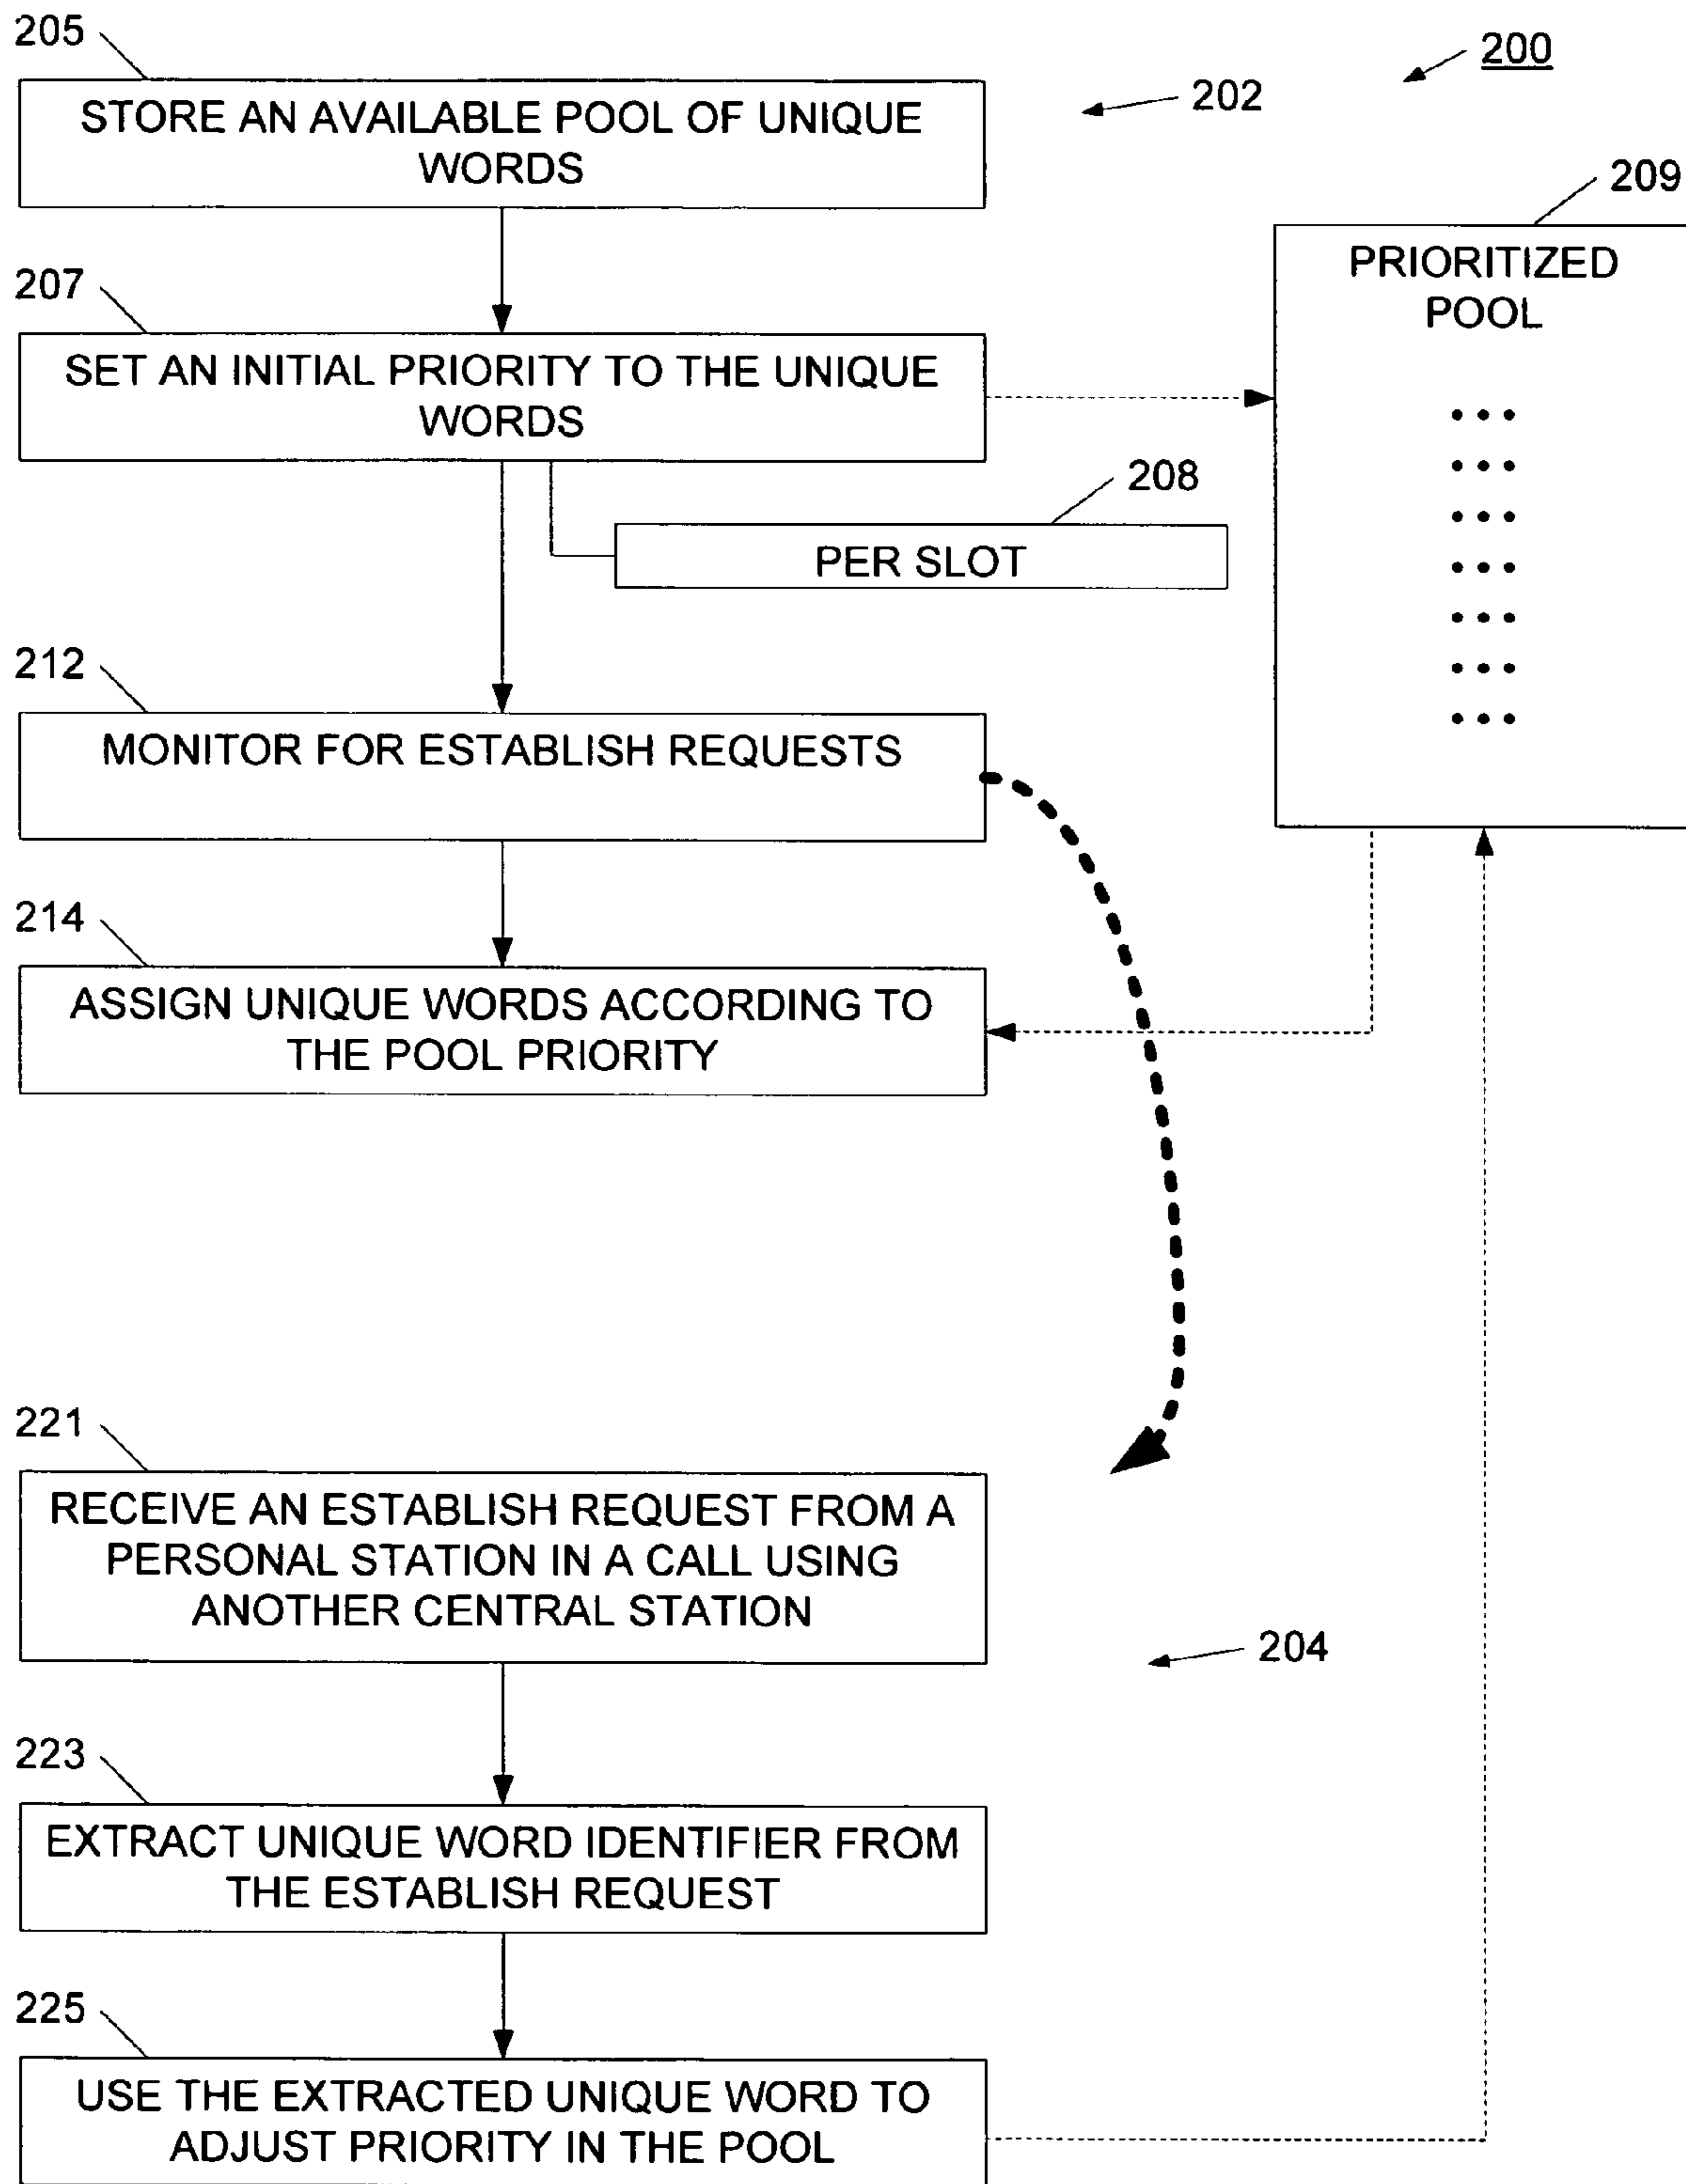 205
200
STORE AN AVAILABLE POOL OF UNIQUE
WORDS
202
209
207
SET AN INITIAL PRIORITY TO THE UNIQUE
WORDS
PRIORITIZED
POOL
208
PER SLOT
212
MONITOR FOR ESTABLISH REQUESTS
214
ASSIGN UNIQUE WORDS ACCORDING TO
THE POOL PRIORITY
221
RECEIVE AN ESTABLISH REQUEST FROM A
PERSONAL STATION IN A CALL USING
ANOTHER CENTRAL STATION
204
223
EXTRACT UNIQUE WORD IDENTIFIER FROM
THE ESTABLISH REQUEST
225
USE THE EXTRACTED UNIQUE WORD TO
ADJUST PRIORITY IN THE POOL